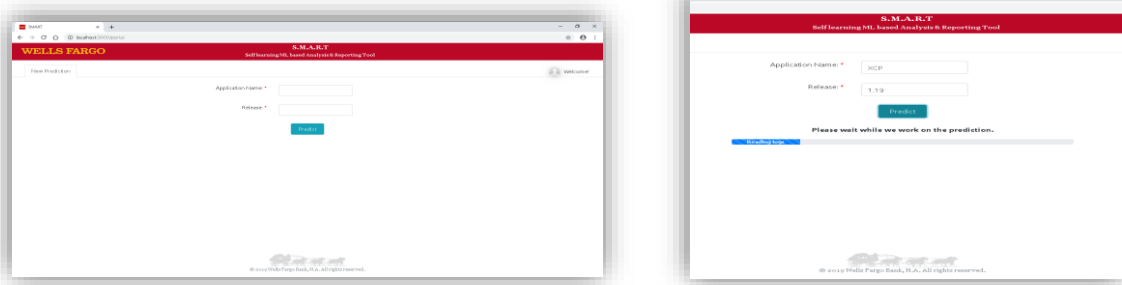 SMART
localhost
WELLS FARGO
S.M.A.R.T
Self learning ML based Analysis & Reporting Tool
New Prediction
Welcome
Application Name: *
Release: *
Predict
© 2019 Wells Fargo Bank, N.A. All rights reserved.
S.M.A.R.T
Self learning ML based Analysis & Reporting Tool
Application Name: * XCP
Release: * 1.19
Predict
Please wait while we work on the prediction.
Reading logs
© 2019 Wells Fargo Bank, N.A. All rights reserved.